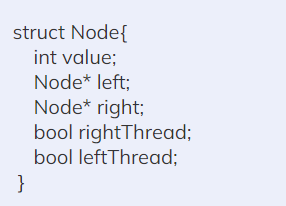 struct Node{
int value;
Node* left;
Node* right;
bool rightThread;
bool leftThread;
}